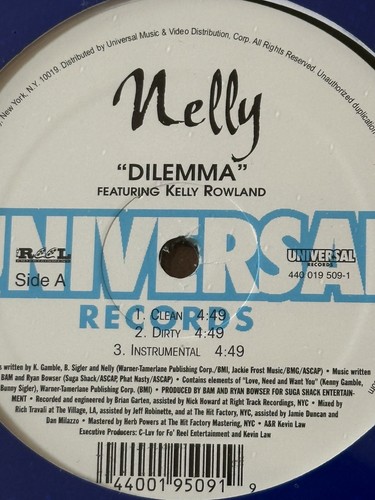 New York, N.Y. 10019. Distributed by Universal Music & Video Distribution, Corp. All Rights Reserved. Unauthorized duplication
Nelly
“DILEMMA”
FEATURING KELLY ROWLAND
UNIVERSAL
RECORDS
REEL
Side A
UNIVERSAL
RECORDS
440 019 509-1
1. CLEAN 4:49
2. DIRTY 4:49
3. INSTRUMENTAL 4:49
written by K. Gamble, B. Sigler and Nelly (Warner-Tamerlane Publishing Corp./BMI, Jackie Frost Music/BMG/ASCAP) • Music written
BAM and Ryan Bowser (Suga Shack/ASCAP, Phat Nasty/ASCAP) • Contains elements of "Love, Need and Want You" (Kenny Gamble,
Bunny Sigler), Warner-Tamerlane Publishing Corp. (BMI) • PRODUCED BY BAM AND RYAN BOWSER FOR SUGA SHACK ENTERTAIN-
MENT • Recorded and engineered by Brian Garten, assisted by Nick Howard at Right Track Recordings, NYC • Mixed by
Rich Travali at The Village, LA, assisted by Jeff Robinette, and at The Hit Factory, NYC, assisted by Jamie Duncan and
Dan Milazzo • Mastered by Herb Powers at The Hit Factory Mastering, NYC • A&R Kevin Law
Executive Producers: C-Luv for Fo' Reel Entertainment and Kevin Law
44001 95091 9